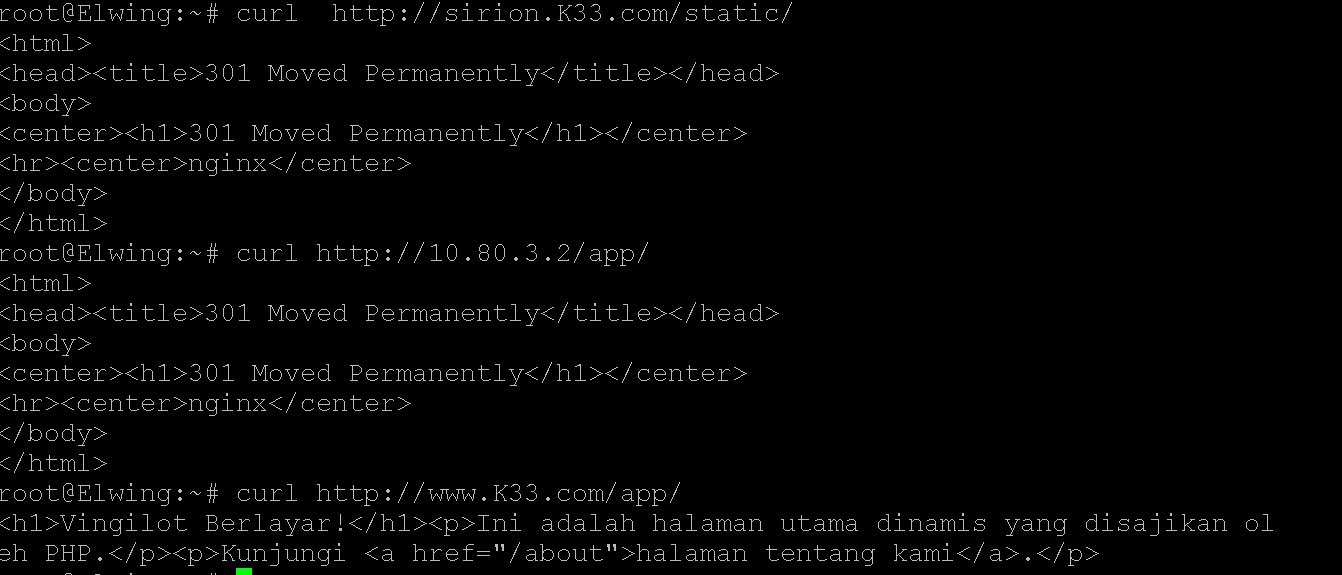 root@Elwing:~# curl  http://sirion.K33.com/static/
<html>
<head><title>301 Moved Permanently</title></head>
<body>
<center><h1>301 Moved Permanently</h1></center>
<hr><center>nginx</center>
</body>
</html>
root@Elwing:~# curl http://10.80.3.2/app/
<html>
<head><title>301 Moved Permanently</title></head>
<body>
<center><h1>301 Moved Permanently</h1></center>
<hr><center>nginx</center>
</body>
</html>
root@Elwing:~# curl http://www.K33.com/app/
<h1>Vingilot Berlayar!</h1><p>Ini adalah halaman utama dinamis yang disajikan ol
eh PHP.</p><p>Kunjungi <a href="/about">halaman tentang kami</a>.</p>
root@Elwing:~#